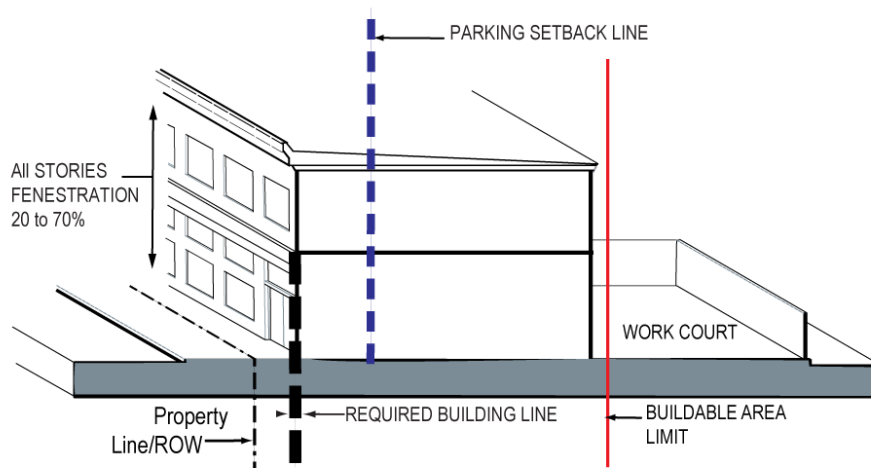 PARKING SETBACK LINE
All STORIES
FENESTRATION
20 to 70%
WORK COURT
Property
Line/ROW
REQUIRED BUILDING LINE
BUILDABLE AREA
LIMIT